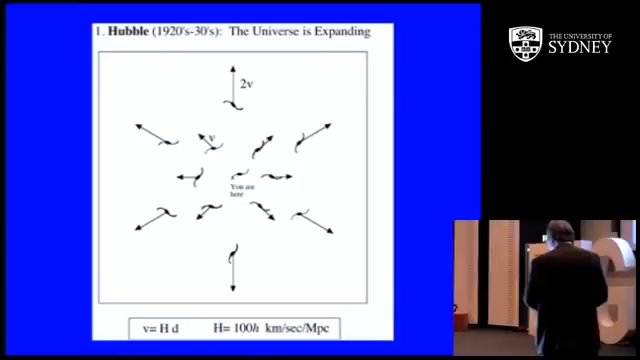 THE UNIVERSITY OF
SYDNEY
1. Hubble (1920's-30's): The Universe is Expanding
2v
v
You are
here
v= H d
H= 100h km/sec/Mpc